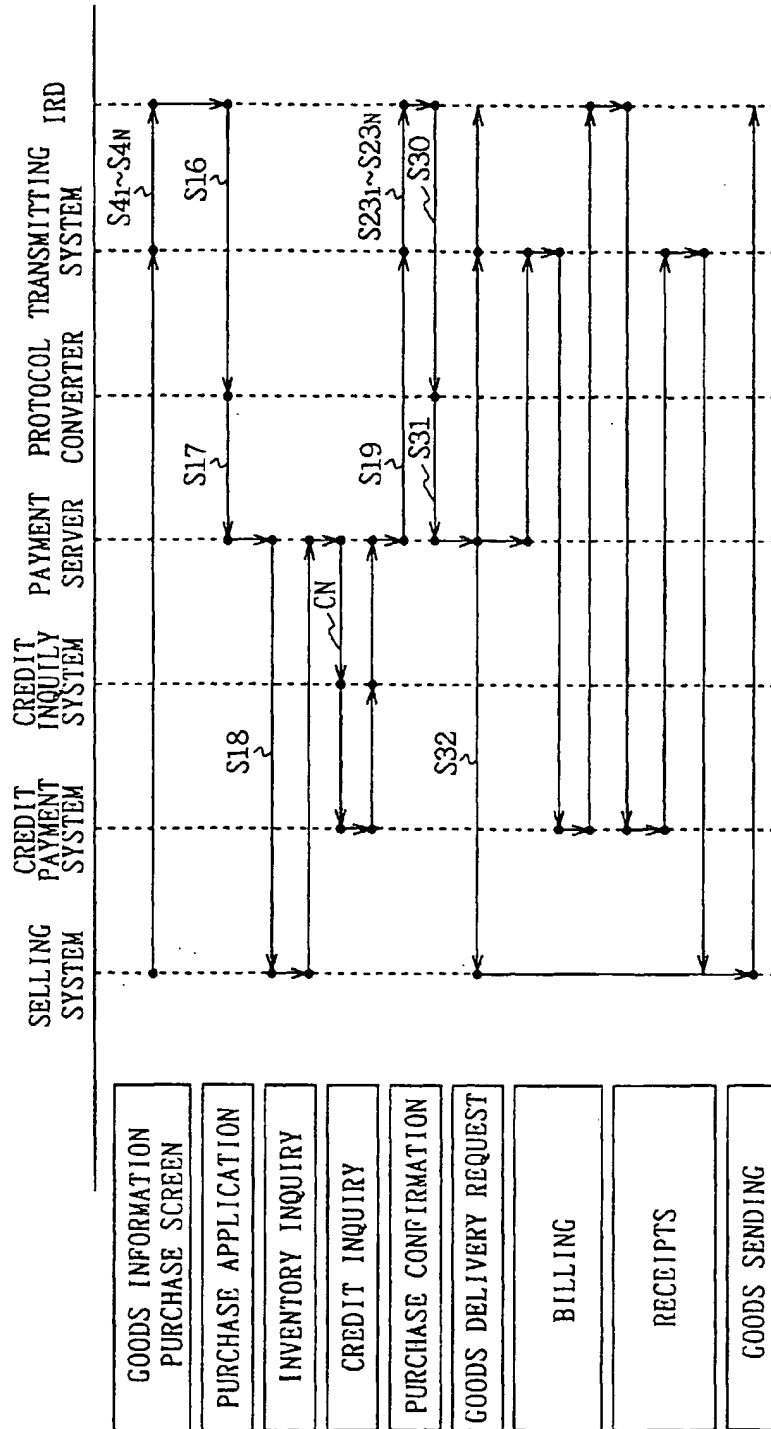 SELLING
SYSTEM
CREDIT
PAYMENT
SYSTEM
CREDIT
INQUILY
SYSTEM
PAYMENT
SERVER
PROTOCOL
CONVERTER
TRANSMITTING
SYSTEM
IRD
GOODS INFORMATION
PURCHASE SCREEN
S41~S4N
PURCHASE APPLICATION
S17
S16
INVENTORY INQUIRY
S18
CREDIT INQUIRY
CN
PURCHASE CONFIRMATION
S19
S231~S23N
S31
S30
GOODS DELIVERY REQUEST
S32
BILLING
RECEIPTS
GOODS SENDING